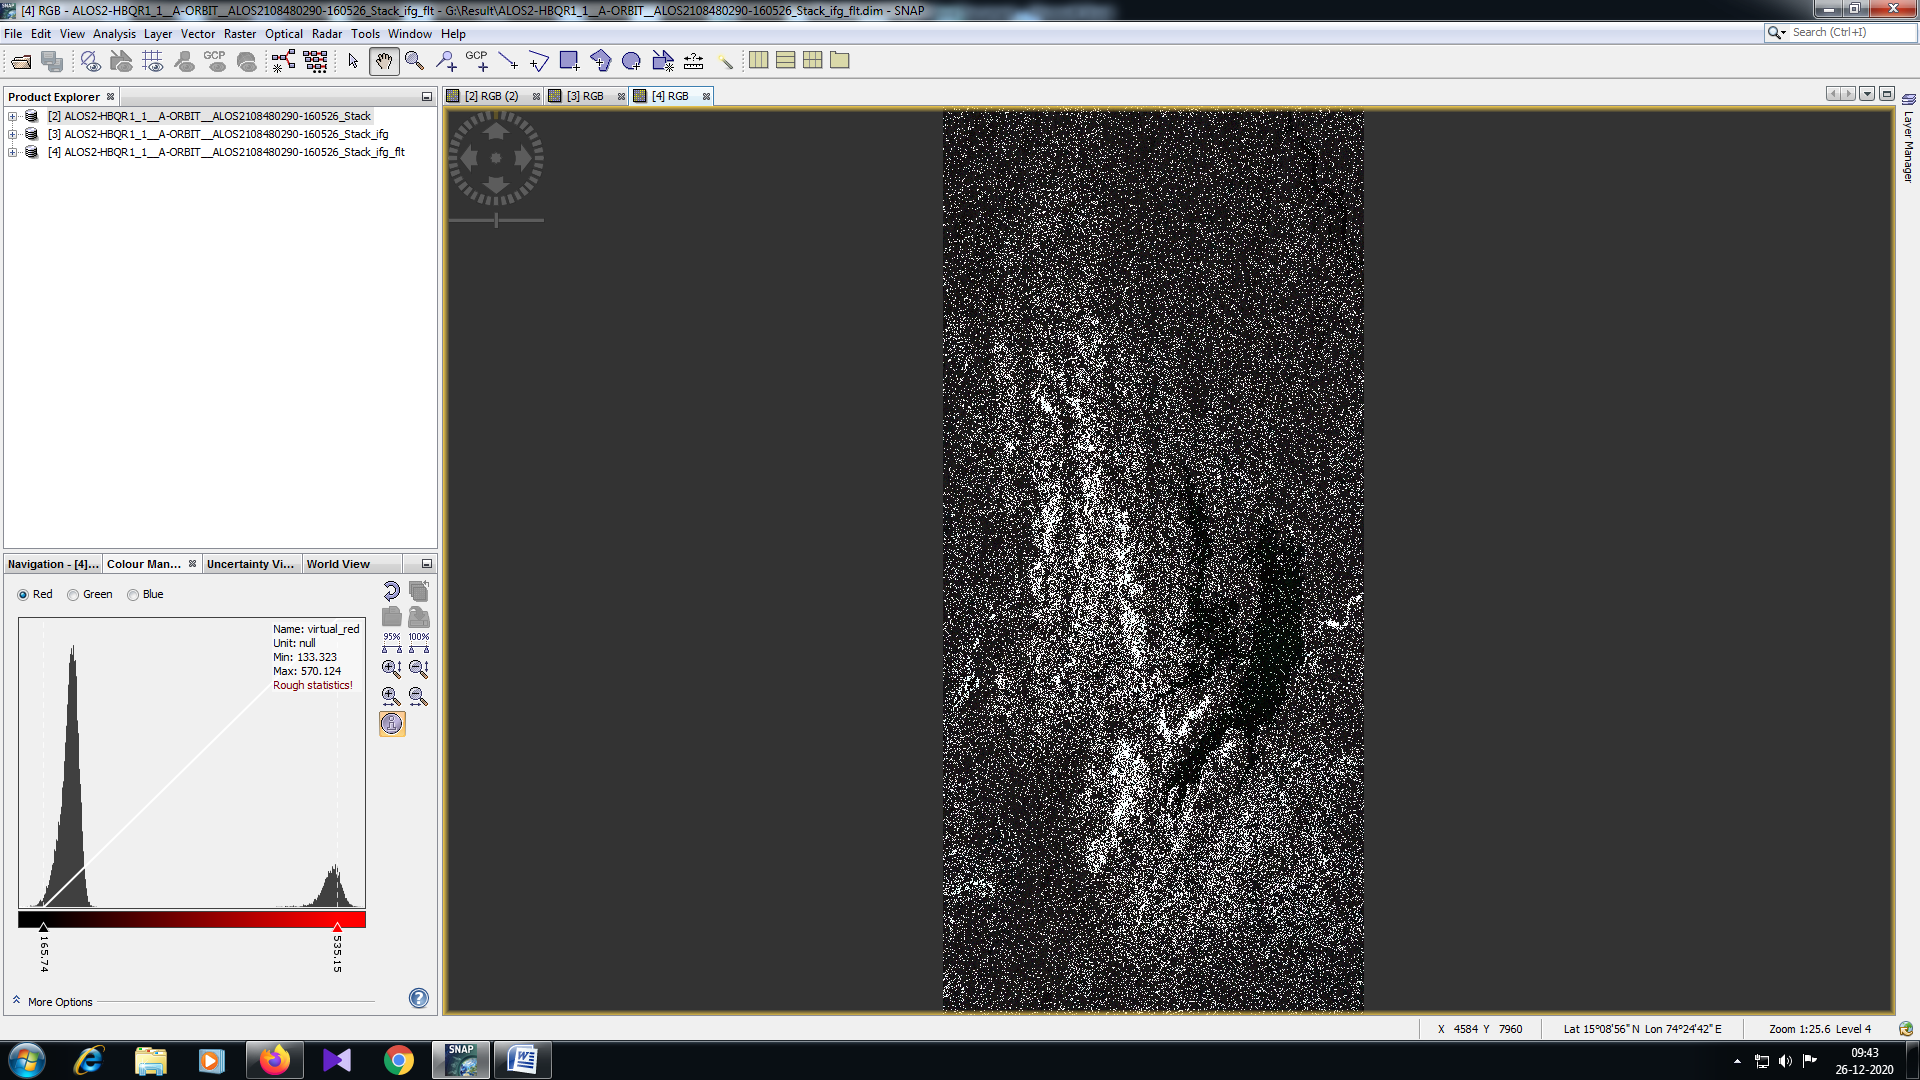 [4] RGB - ALOS2-HBQR1_1__A-ORBIT__ALOS2108480290-160526_Stack_ifg_flt - G:\Result\ALOS2-HBQR1_1__A-ORBIT__ALOS2108480290-160526_Stack_ifg_flt.dim - SNAP
File Edit View Analysis Layer Vector Raster Optical Radar Tools Window Help
Search (Ctrl+I)
GCP GCP
Product Explorer
[2] RGB (2) [3] RGB [4] RGB
[2] ALOS2-HBQR1_1__A-ORBIT__ALOS2108480290-160526_Stack
[3] ALOS2-HBQR1_1__A-ORBIT__ALOS2108480290-160526_Stack_ifg
[4] ALOS2-HBQR1_1__A-ORBIT__ALOS2108480290-160526_Stack_ifg_flt
Layer Manager
Navigation - [4]... Colour Man... Uncertainty Vi... World View
Red Green Blue
Name: virtual_red
Unit: null
Min: 133.323
Max: 570.124
Rough statistics!
95% 100%
165.74
535.15
More Options
X 4584 Y 7960
Lat 15°08'56" N Lon 74°24'42" E
Zoom 1:25.6 Level 4
SNAP
09:43
26-12-2020